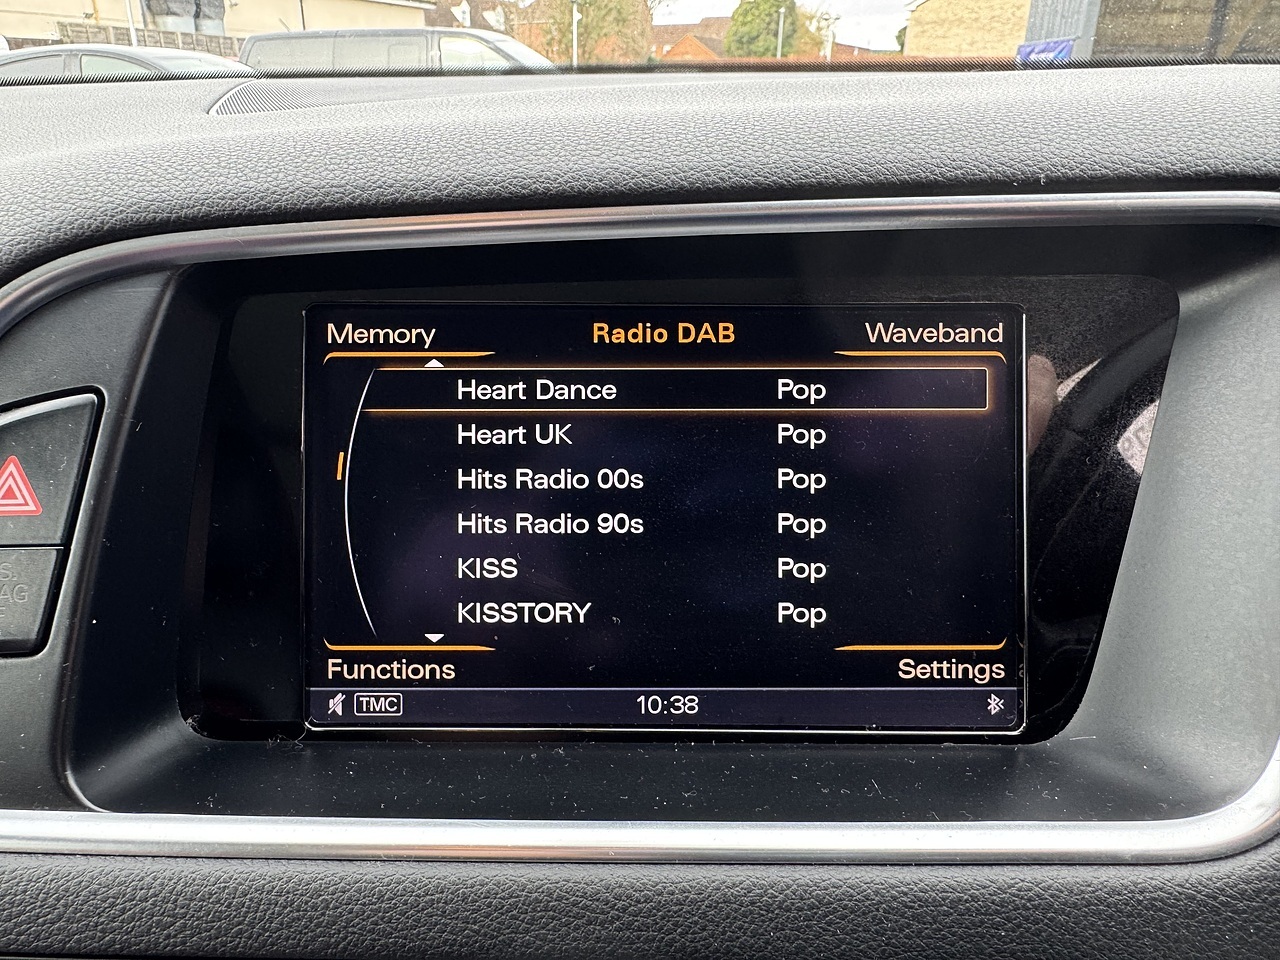 Memory Radio DAB Waveband
Heart Dance Pop
Heart UK Pop
Hits Radio 00s Pop
Hits Radio 90s Pop
KISS Pop
KISSTORY Pop
Functions Settings
TMC 10:38